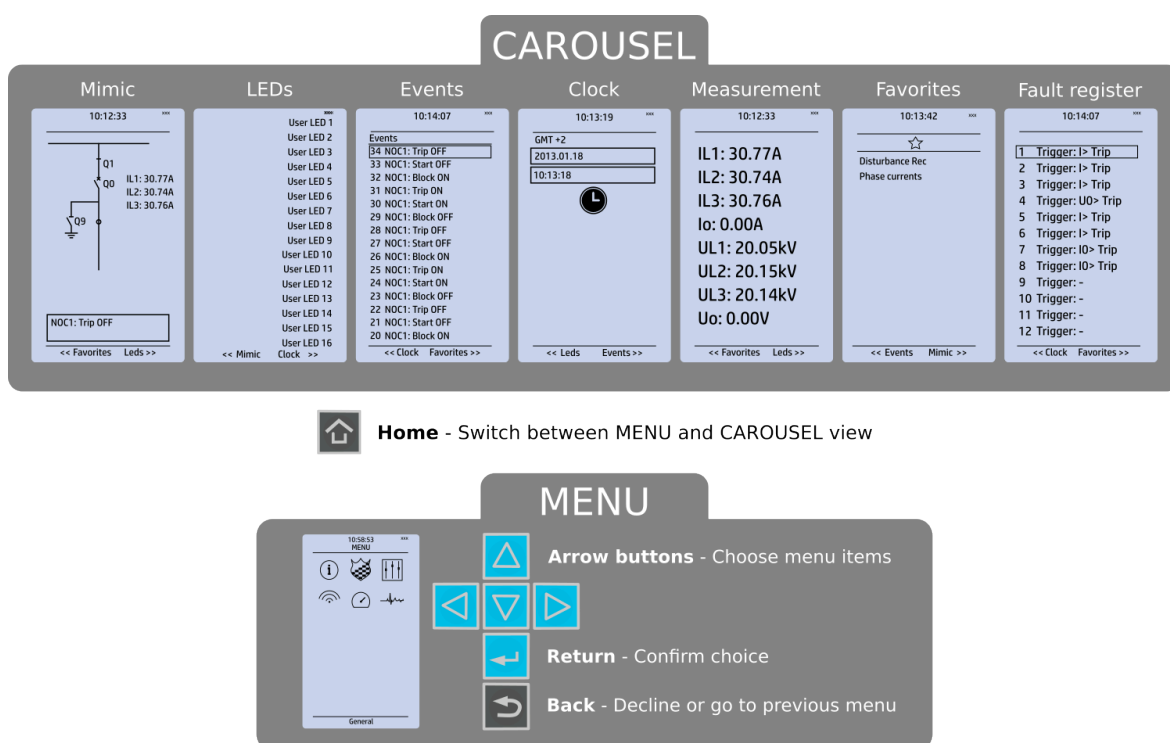 CAROUSEL
Mimic
10:12:33 xxx
Q1
Q0
IL1: 30.77A
IL2: 30.74A
IL3: 30.76A
Q9
NOC1: Trip OFF
<< Favorites Leds >>
LEDs
User LED 1
User LED 2
User LED 3
User LED 4
User LED 5
User LED 6
User LED 7
User LED 8
User LED 9
User LED 10
User LED 11
User LED 12
User LED 13
User LED 14
User LED 15
User LED 16
<< Mimic Clock >>
Events
10:14:07 xxx
Events
34 NOC1: Trip OFF
33 NOC1: Start OFF
32 NOC1: Block ON
31 NOC1: Trip ON
30 NOC1: Start ON
29 NOC1: Block OFF
28 NOC1: Trip OFF
27 NOC1: Start OFF
26 NOC1: Block ON
25 NOC1: Trip ON
24 NOC1: Start ON
23 NOC1: Block OFF
22 NOC1: Trip OFF
21 NOC1: Start OFF
20 NOC1: Block ON
<< Clock Favorites >>
Clock
10:13:19 xxx
GMT +2
2013.01.18
10:13:18
<< Leds Events >>
Measurement
10:12:33 xxx
IL1: 30.77A
IL2: 30.74A
IL3: 30.76A
Io: 0.00A
UL1: 20.05kV
UL2: 20.15kV
UL3: 20.14kV
Uo: 0.00V
<< Favorites Leds >>
Favorites
10:13:42 xxx
Disturbance Rec
Phase currents
<< Events Mimic >>
Fault register
10:14:07 xxx
1 Trigger: I> Trip
2 Trigger: I> Trip
3 Trigger: I> Trip
4 Trigger: U0> Trip
5 Trigger: I> Trip
6 Trigger: I> Trip
7 Trigger: I0> Trip
8 Trigger: I0> Trip
9 Trigger: -
10 Trigger: -
11 Trigger: -
12 Trigger: -
<< Clock Favorites >>
Home - Switch between MENU and CAROUSEL view
MENU
10:58:53 xxx
MENU
General
Arrow buttons - Choose menu items
Return - Confirm choice
Back - Decline or go to previous menu